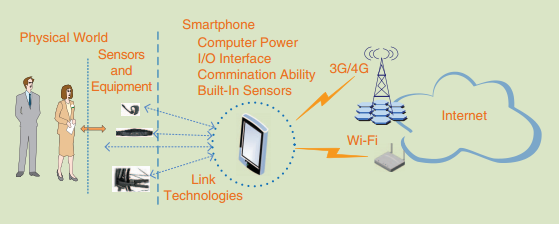 Physical World
Sensors
and
Equipment
Smartphone
Computer Power
I/O Interface
Commination Ability
Built-In Sensors
Link
Technologies
3G/4G
Wi-Fi
Internet